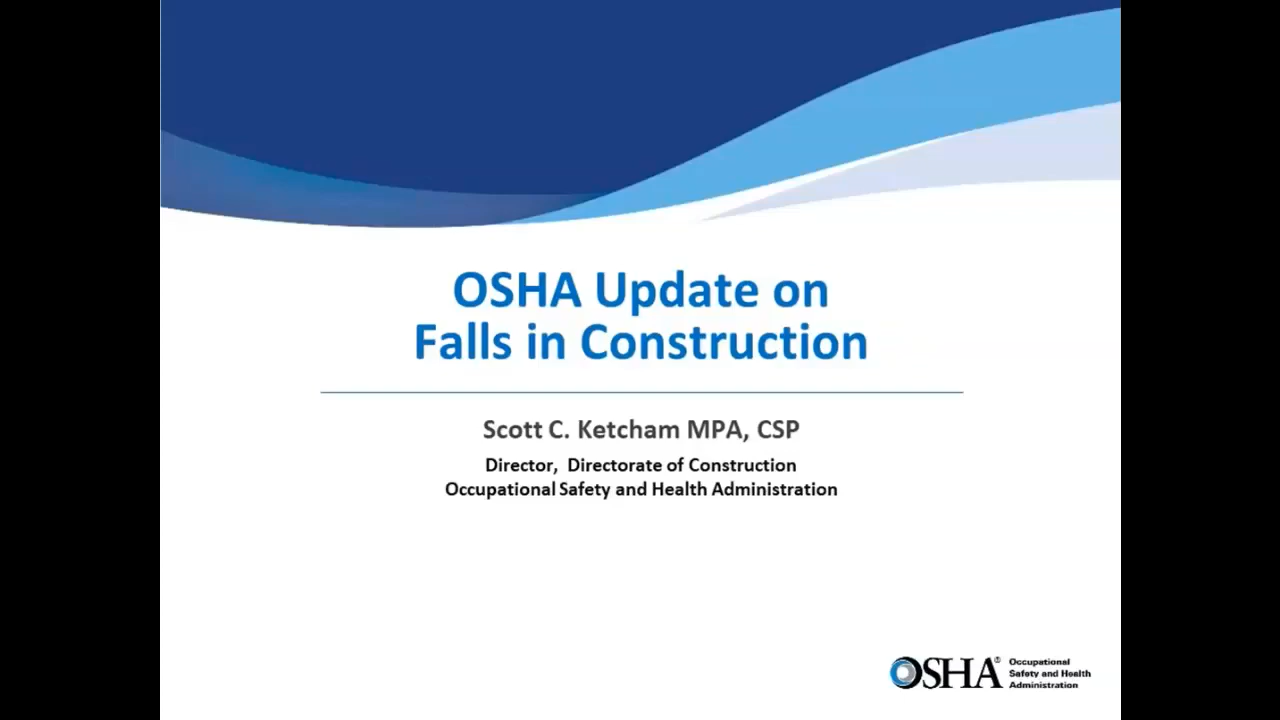 OSHA Update on
Falls in Construction
Scott C. Ketcham MPA, CSP
Director, Directorate of Construction
Occupational Safety and Health Administration
OSHA® Occupational
Safety and Health
Administration